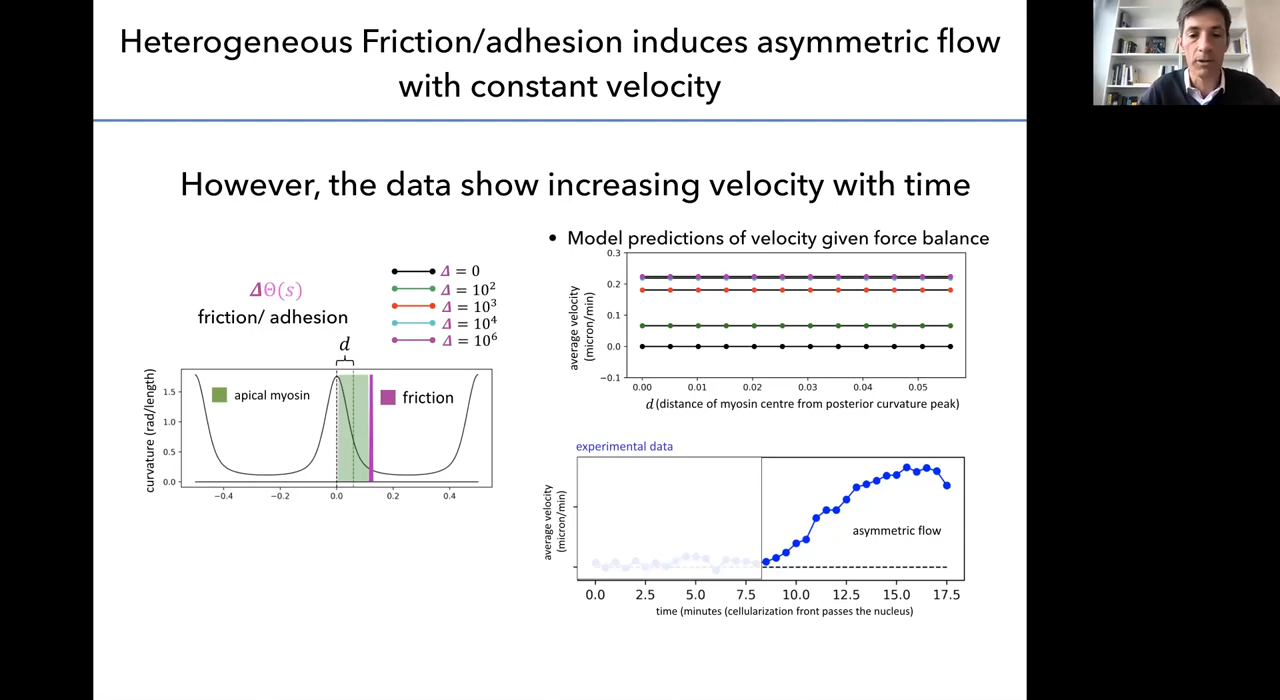 Heterogeneous Friction/adhesion induces asymmetric flow
with constant velocity
However, the data show increasing velocity with time
• Model predictions of velocity given force balance
ΔΘ(s)
friction/ adhesion
Δ = 0
Δ = 10²
Δ = 10³
Δ = 10⁴
Δ = 10⁶
d
curvature (rad/length)
1.5
1.0
0.5
0.0
apical myosin
friction
−0.4
−0.2
0.0
0.2
0.4
average velocity
(micron/min)
0.3
0.2
0.1
0.0
−0.1
0.00
0.01
0.02
0.03
0.04
0.05
d (distance of myosin centre from posterior curvature peak)
experimental data
average velocity
(micron/min)
asymmetric flow
0.0
2.5
5.0
7.5
10.0
12.5
15.0
17.5
time (minutes (cellularization front passes the nucleus)